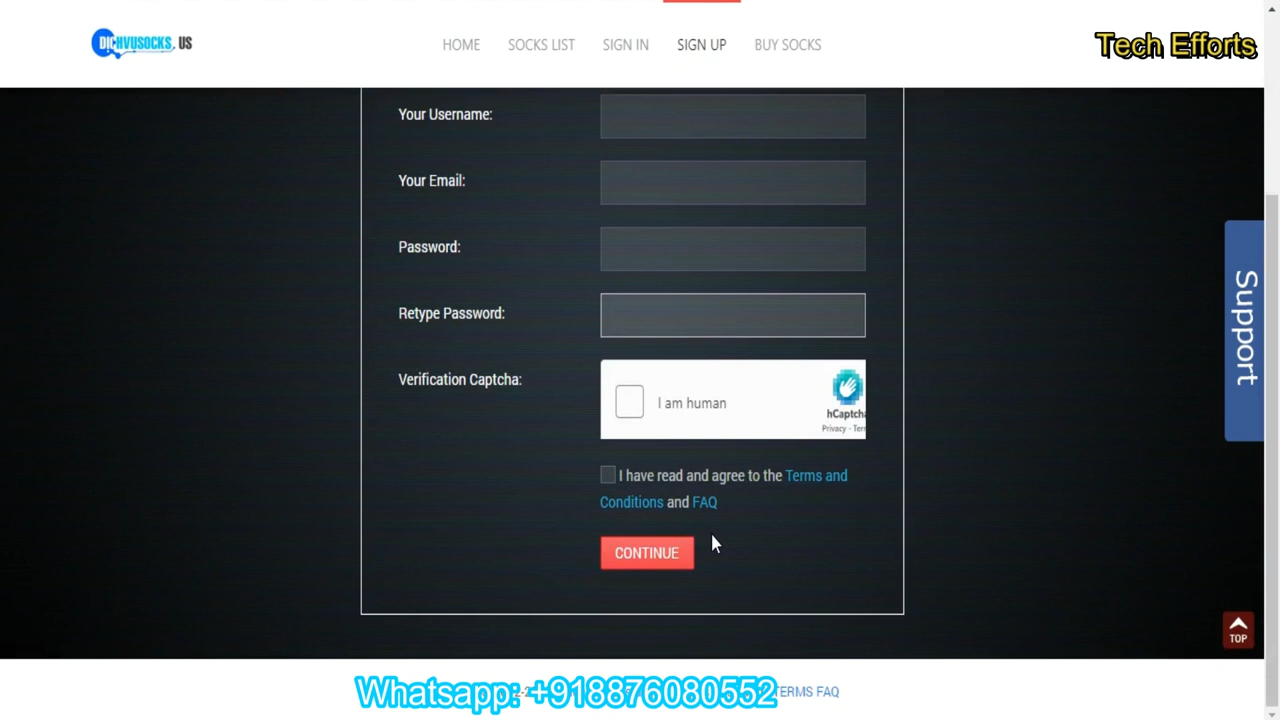 DICHVUSOCKS. US
HOME
SOCKS LIST
SIGN IN
SIGN UP
BUY SOCKS
Tech Efforts
Your Username:
Your Email:
Password:
Retype Password:
Verification Captcha:
I am human
hCaptcha
Privacy - Ter
I have read and agree to the Terms and
Conditions and FAQ
CONTINUE
Support
TOP
Whatsapp: +918876080552
TERMS FAQ